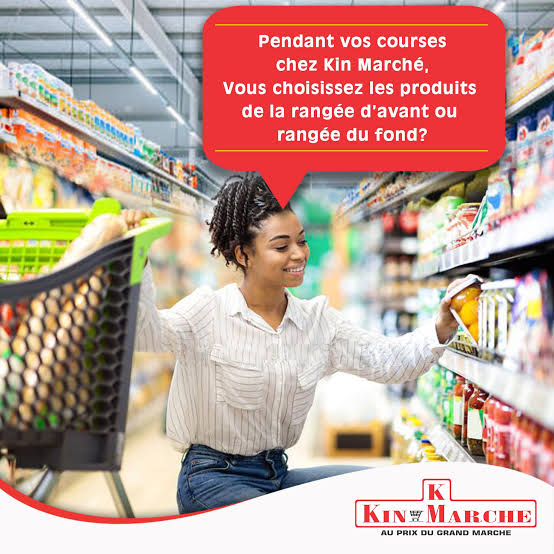 Pendant vos courses
chez Kin Marché,
Vous choisissez les produits
de la rangée d'avant ou
rangée du fond?
K
KIN MARCHE
AU PRIX DU GRAND MARCHE